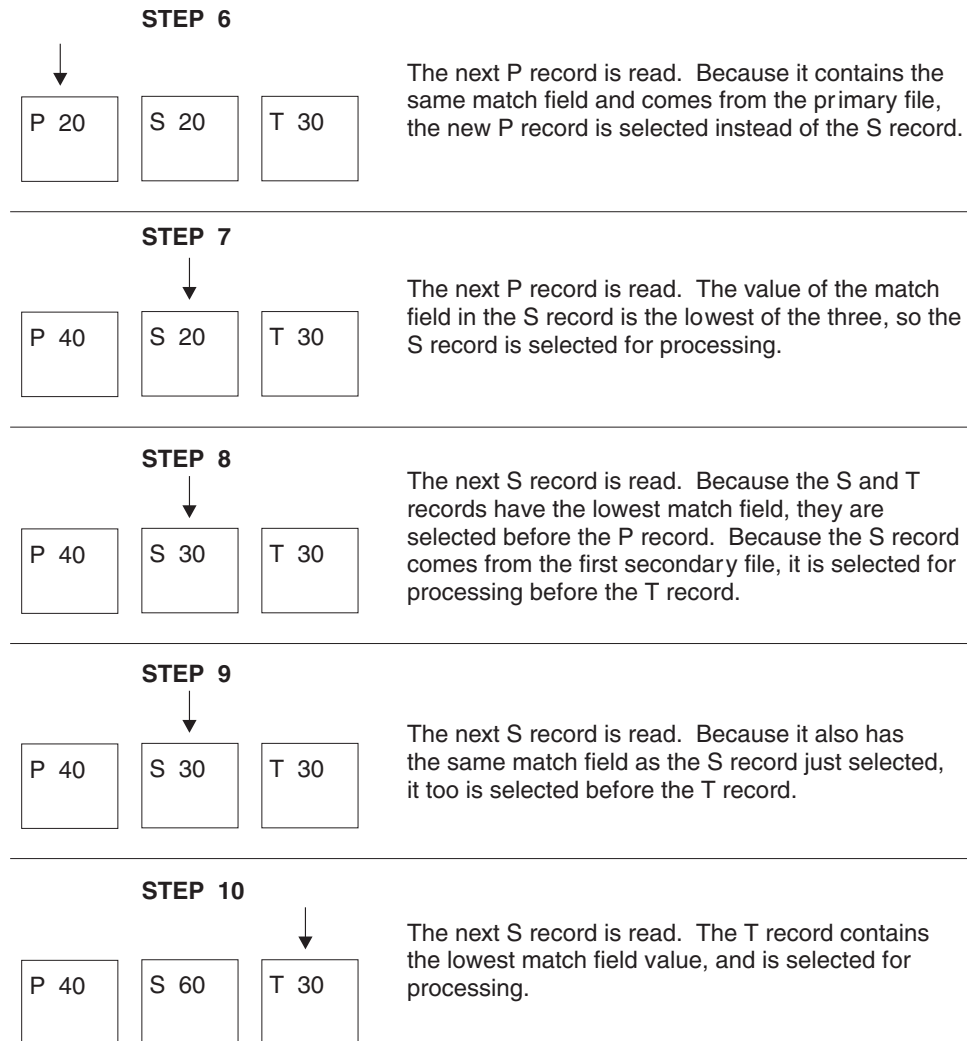 STEP 6
P 20
S 20
T 30
The next P record is read. Because it contains the
same match field and comes from the primary file,
the new P record is selected instead of the S record.
STEP 7
P 40
S 20
T 30
The next P record is read. The value of the match
field in the S record is the lowest of the three, so the
S record is selected for processing.
STEP 8
P 40
S 30
T 30
The next S record is read. Because the S and T
records have the lowest match field, they are
selected before the P record. Because the S record
comes from the first secondary file, it is selected for
processing before the T record.
STEP 9
P 40
S 30
T 30
The next S record is read. Because it also has
the same match field as the S record just selected,
it too is selected before the T record.
STEP 10
P 40
S 60
T 30
The next S record is read. The T record contains
the lowest match field value, and is selected for
processing.